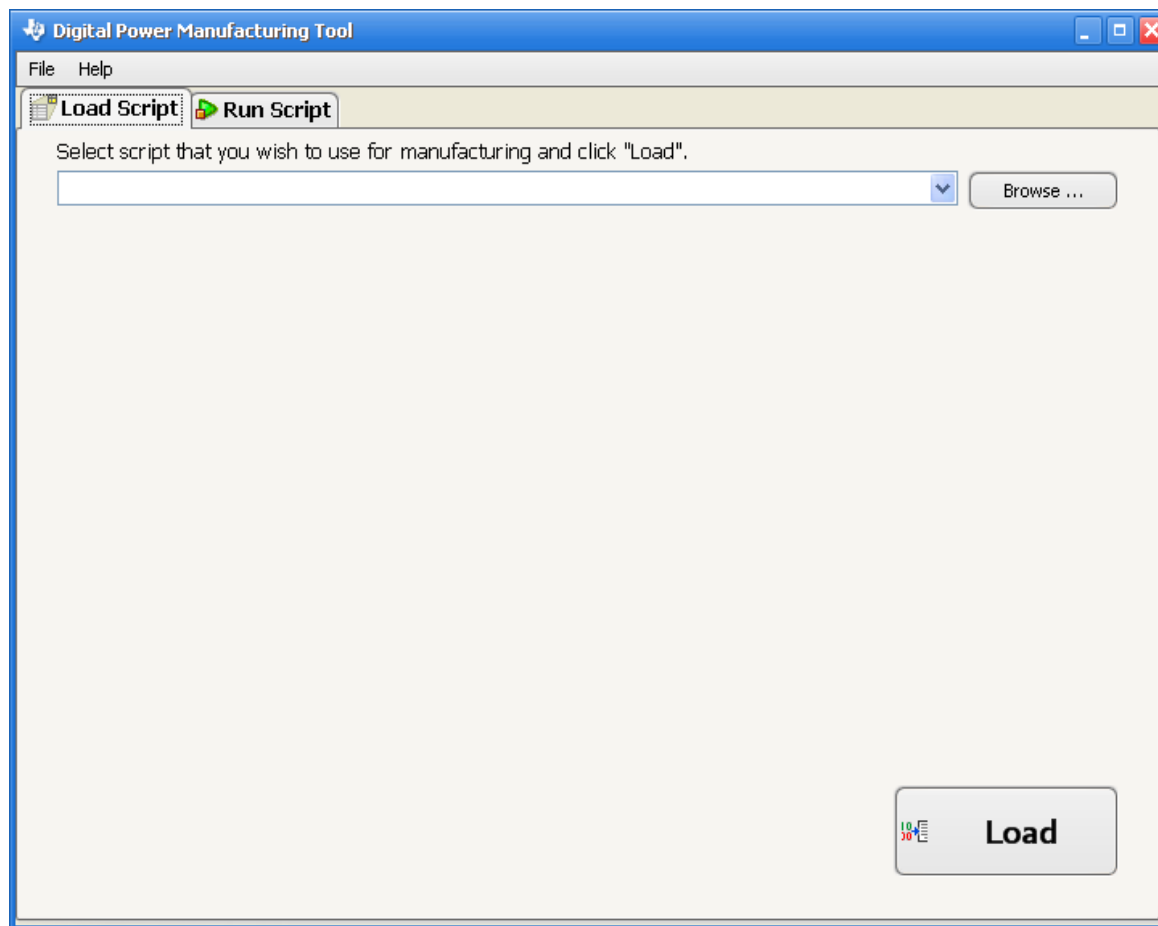 Digital Power Manufacturing Tool
File Help
Load Script Run Script
Select script that you wish to use for manufacturing and click "Load".
Browse ...
Load